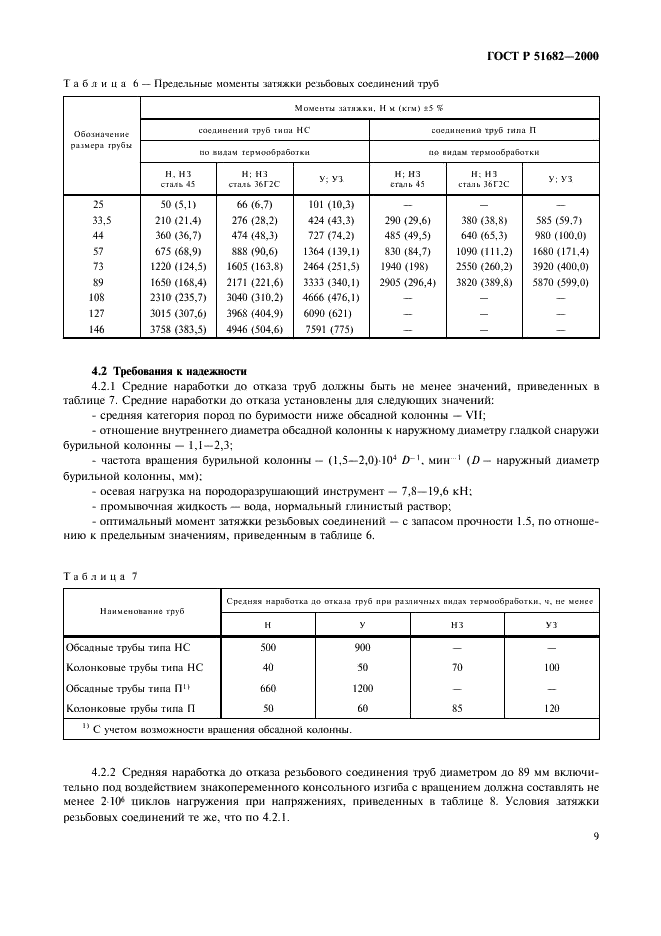 ГОСТ Р 51682—2000
Таблица 6 — Предельные моменты затяжки резьбовых соединений труб
Обозначение размера трубы
Моменты затяжки, Н м (кгм) ±5 %
соединений труб типа НС соединений труб типа П
по видам термообработки по видам термообработки
Н, НЗ Н; НЗ У; УЗ Н; НЗ Н; НЗ У; УЗ
сталь 45 сталь 36Г2С сталь 45 сталь 36Г2С
25 50 (5,1) 66 (6,7) 101 (10,3) — — —
33,5 210 (21,4) 276 (28,2) 424 (43,3) 290 (29,6) 380 (38,8) 585 (59,7)
44 360 (36,7) 474 (48,3) 727 (74,2) 485 (49,5) 640 (65,3) 980 (100,0)
57 675 (68,9) 888 (90,6) 1364 (139,1) 830 (84,7) 1090 (111,2) 1680 (171,4)
73 1220 (124,5) 1605 (163,8) 2464 (251,5) 1940 (198) 2550 (260,2) 3920 (400,0)
89 1650 (168,4) 2171 (221,6) 3333 (340,1) 2905 (296,4) 3820 (389,8) 5870 (599,0)
108 2310 (235,7) 3040 (310,2) 4666 (476,1) — — —
127 3015 (307,6) 3968 (404,9) 6090 (621) — — —
146 3758 (383,5) 4946 (504,6) 7591 (775) — — —
4.2 Требования к надежности
4.2.1 Средние наработки до отказа труб должны быть не менее значений, приведенных в
таблице 7. Средние наработки до отказа установлены для следующих значений:
- средняя категория пород по буримости ниже обсадной колонны — VII;
- отношение внутреннего диаметра обсадной колонны к наружному диаметру гладкой снаружи
бурильной колонны — 1,1—2,3;
- частота вращения бурильной колонны — (1,5—2,0)·10⁴ D⁻¹, мин⁻¹ (D — наружный диаметр
бурильной колонны, мм);
- осевая нагрузка на породоразрушающий инструмент — 7,8—19,6 кН;
- промывочная жидкость — вода, нормальный глинистый раствор;
- оптимальный момент затяжки резьбовых соединений — с запасом прочности 1.5, по отноше-
нию к предельным значениям, приведенным в таблице 6.
Таблица 7
Наименование труб
Средняя наработка до отказа труб при различных видах термообработки, ч, не менее
Н У НЗ УЗ
Обсадные трубы типа НС 500 900 — —
Колонковые трубы типа НС 40 50 70 100
Обсадные трубы типа П¹⁾ 660 1200 — —
Колонковые трубы типа П 50 60 85 120
¹⁾ С учетом возможности вращения обсадной колонны.
4.2.2 Средняя наработка до отказа резьбового соединения труб диаметром до 89 мм включи-
тельно под воздействием знакопеременного консольного изгиба с вращением должна составлять не
менее 2·10⁶ циклов нагружения при напряжениях, приведенных в таблице 8. Условия затяжки
резьбовых соединений те же, что по 4.2.1.
9